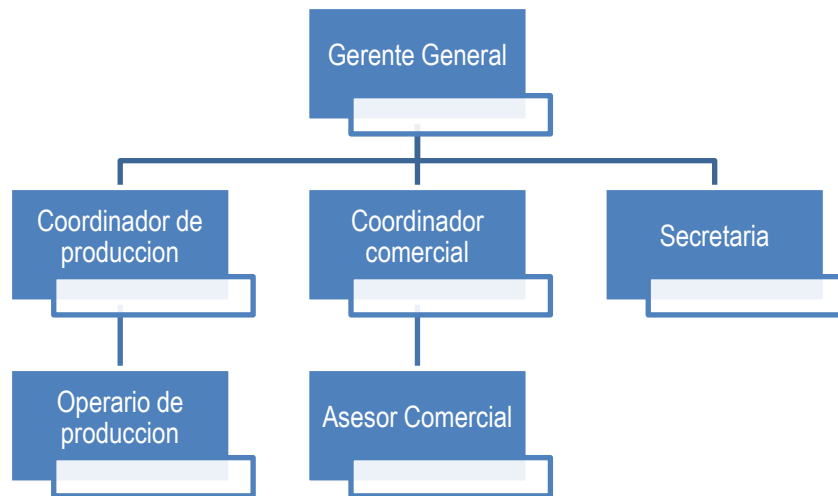 Gerente General
Coordinador de
produccion
Coordinador
comercial
Secretaria
Operario de
produccion
Asesor Comercial